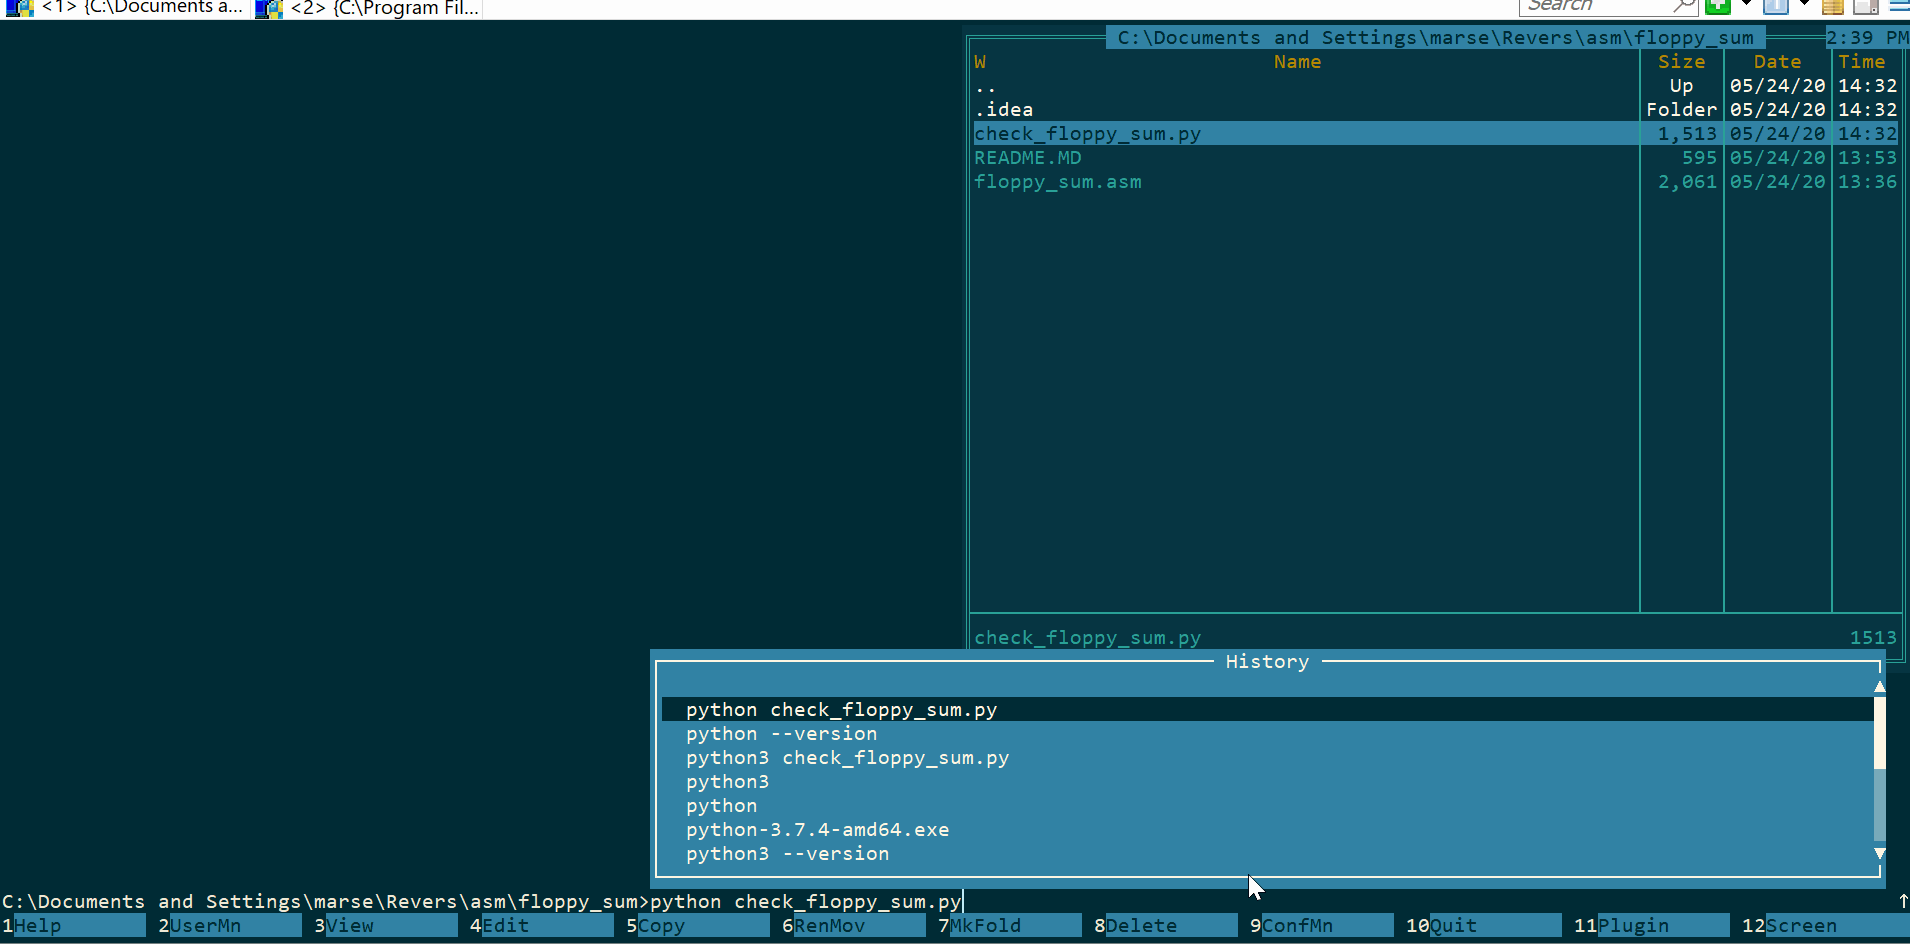 <1> {C:\Documents a...
<2> {C:\Program Fil...
Search
C:\Documents and Settings\marse\Revers\asm\floppy_sum
2:39 PM
W Name Size Date Time
.. Up 05/24/20 14:32
.idea Folder 05/24/20 14:32
check_floppy_sum.py 1,513 05/24/20 14:32
README.MD 595 05/24/20 13:53
floppy_sum.asm 2,061 05/24/20 13:36
check_floppy_sum.py 1513
History
python check_floppy_sum.py
python --version
python3 check_floppy_sum.py
python3
python
python-3.7.4-amd64.exe
python3 --version
C:\Documents and Settings\marse\Revers\asm\floppy_sum>python check_floppy_sum.py
1Help 2UserMn 3View 4Edit 5Copy 6RenMov 7MkFold 8Delete 9ConfMn 10Quit 11Plugin 12Screen